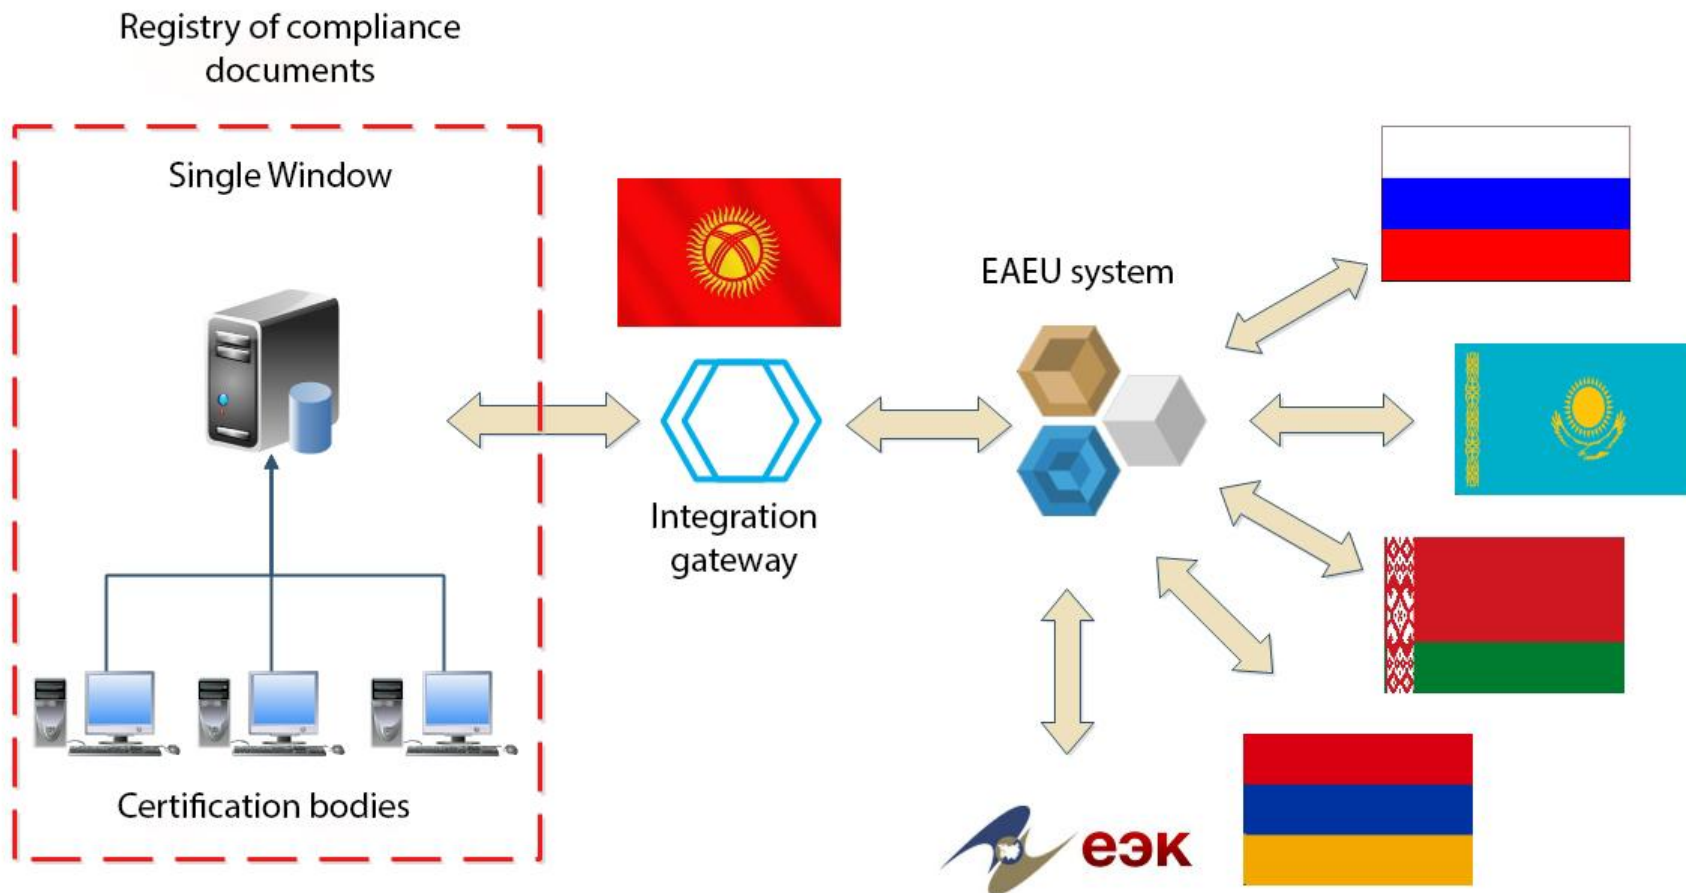 Registry of compliance
documents
Single Window
EAEU system
Integration
gateway
Certification bodies
еэк